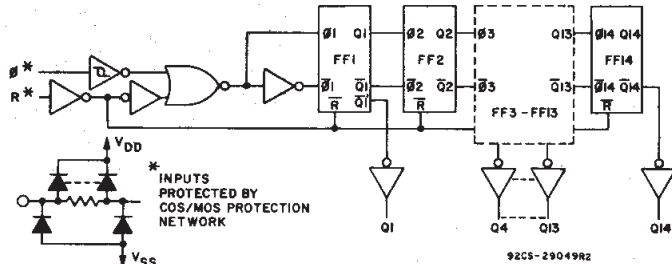 Ø1 Q1 Ø2 Q2 Ø3 Q13 Ø14 Q14
FF1 FF2 FF14
Ø*
R*
Ø̅1 Q̅1 Ø̅2 Q̅2 Ø̅3 Q̅13 Ø̅14 Q̅14
R̅ Q̅1' R̅ FF3-FF13 R̅
VDD
*
INPUTS
PROTECTED BY
COS/MOS PROTECTION
NETWORK
VSS
Q1 Q4 Q13 Q14
92CS-29049R2